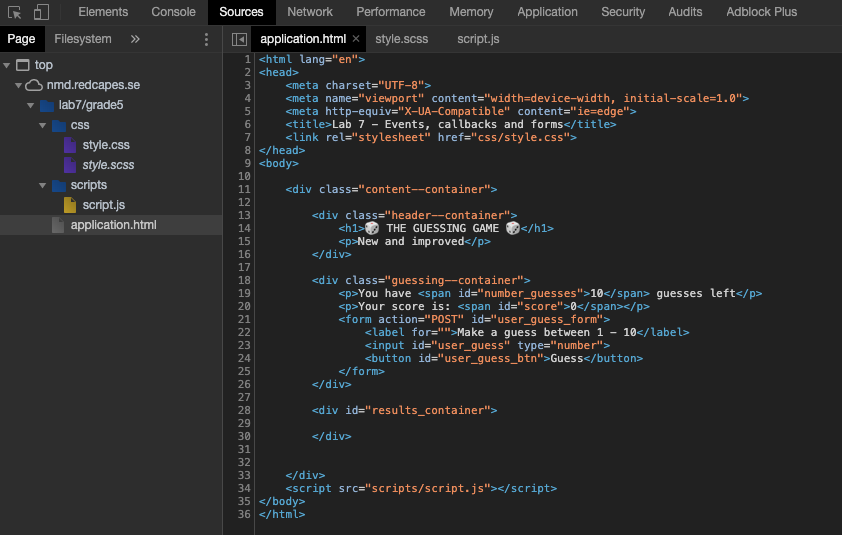 Elements Console Sources Network Performance Memory Application Security Audits Adblock Plus
Page Filesystem »
top
nmd.redcapes.se
lab7/grade5
css
style.css
style.scss
scripts
script.js
application.html
application.html × style.scss script.js
1 <html lang="en">
2 <head>
3     <meta charset="UTF-8">
4     <meta name="viewport" content="width=device-width, initial-scale=1.0">
5     <meta http-equiv="X-UA-Compatible" content="ie=edge">
6     <title>Lab 7 - Events, callbacks and forms</title>
7     <link rel="stylesheet" href="css/style.css">
8 </head>
9 <body>
10
11     <div class="content--container">
12
13         <div class="header--container">
14             <h1>🎲 THE GUESSING GAME 🎲</h1>
15             <p>New and improved</p>
16         </div>
17
18         <div class="guessing--container">
19             <p>You have <span id="number_guesses">10</span> guesses left</p>
20             <p>Your score is: <span id="score">0</span></p>
21             <form action="POST" id="user_guess_form">
22                 <label for="">Make a guess between 1 - 10</label>
23                 <input id="user_guess" type="number">
24                 <button id="user_guess_btn">Guess</button>
25             </form>
26         </div>
27
28         <div id="results_container">
29
30         </div>
31
32
33     </div>
34     <script src="scripts/script.js"></script>
35 </body>
36 </html>